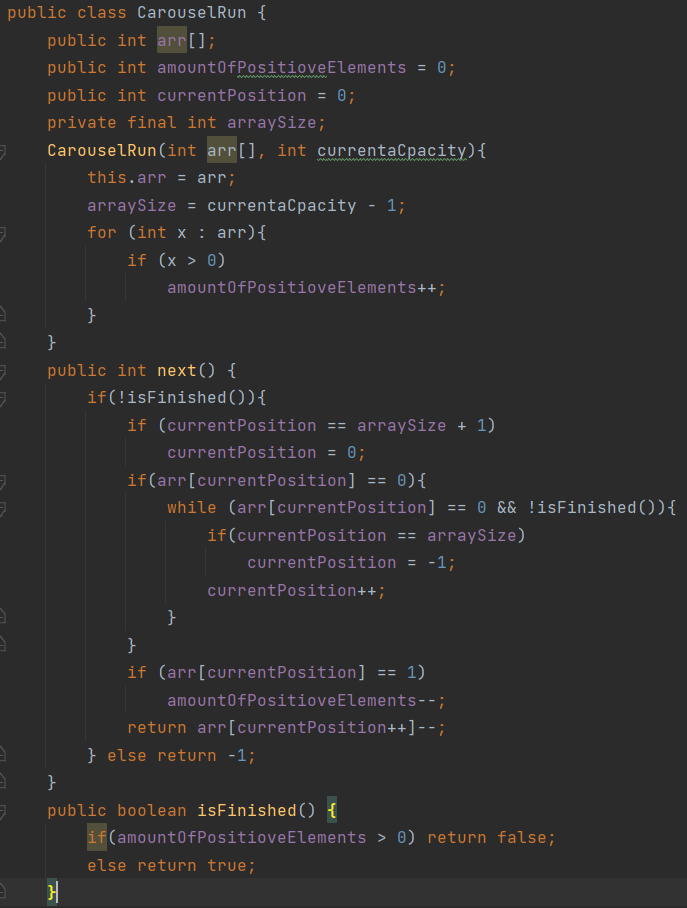 public class CarouselRun {
    public int arr[];
    public int amountOfPositioveElements = 0;
    public int currentPosition = 0;
    private final int arraySize;
    CarouselRun(int arr[], int currentaCpacity){
        this.arr = arr;
        arraySize = currentaCpacity - 1;
        for (int x : arr){
            if (x > 0)
                amountOfPositioveElements++;
        }
    }
    public int next() {
        if(!isFinished()){
            if (currentPosition == arraySize + 1)
                currentPosition = 0;
            if(arr[currentPosition] == 0){
                while (arr[currentPosition] == 0 && !isFinished()){
                    if(currentPosition == arraySize)
                        currentPosition = -1;
                    currentPosition++;
                }
            }
            if (arr[currentPosition] == 1)
                amountOfPositioveElements--;
            return arr[currentPosition++]--;
        } else return -1;
    }
    public boolean isFinished() {
        if(amountOfPositioveElements > 0) return false;
        else return true;
    }